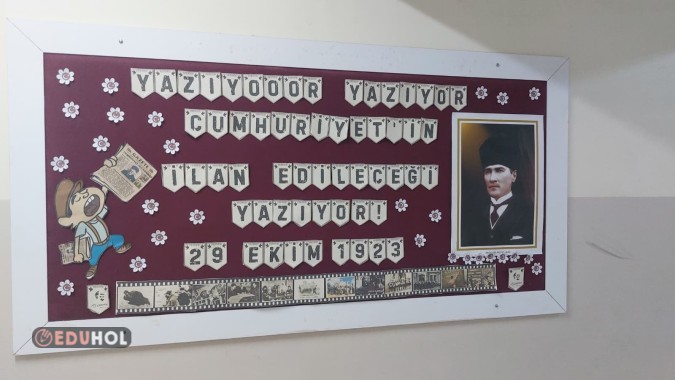 YAZIYOOOR YAZIYOR
CUMHURİYET'İN
İLAN EDİLECEĞİ
YAZIYOR!
29 EKİM 1923
EDUHOL